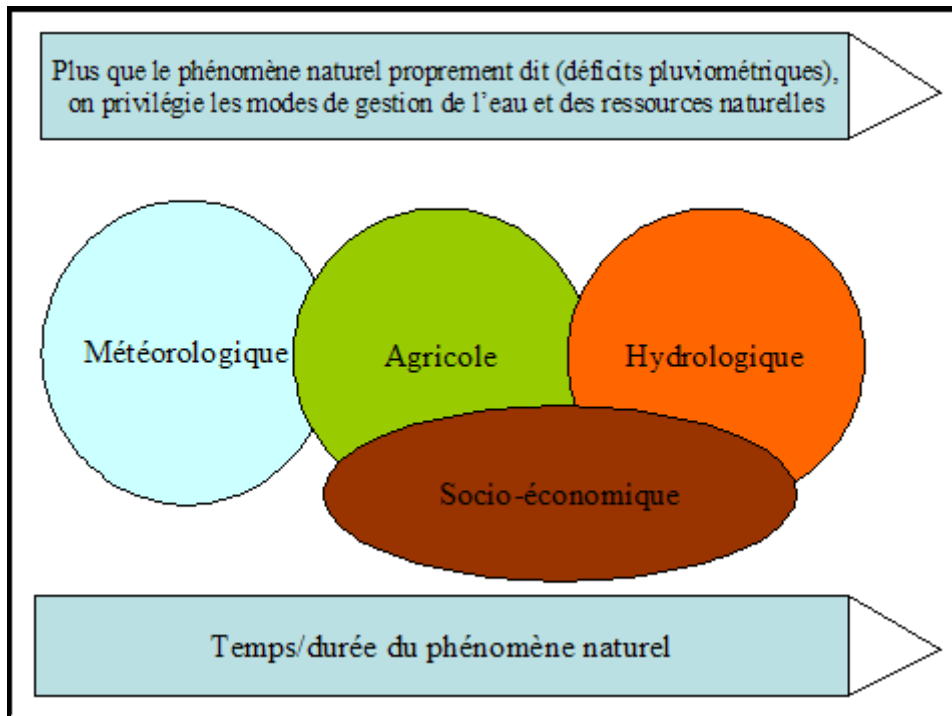 Plus que le phénomène naturel proprement dit (déficits pluviométriques),
on privilégie les modes de gestion de l’eau et des ressources naturelles
Météorologique
Agricole
Hydrologique
Socio-économique
Temps/durée du phénomène naturel